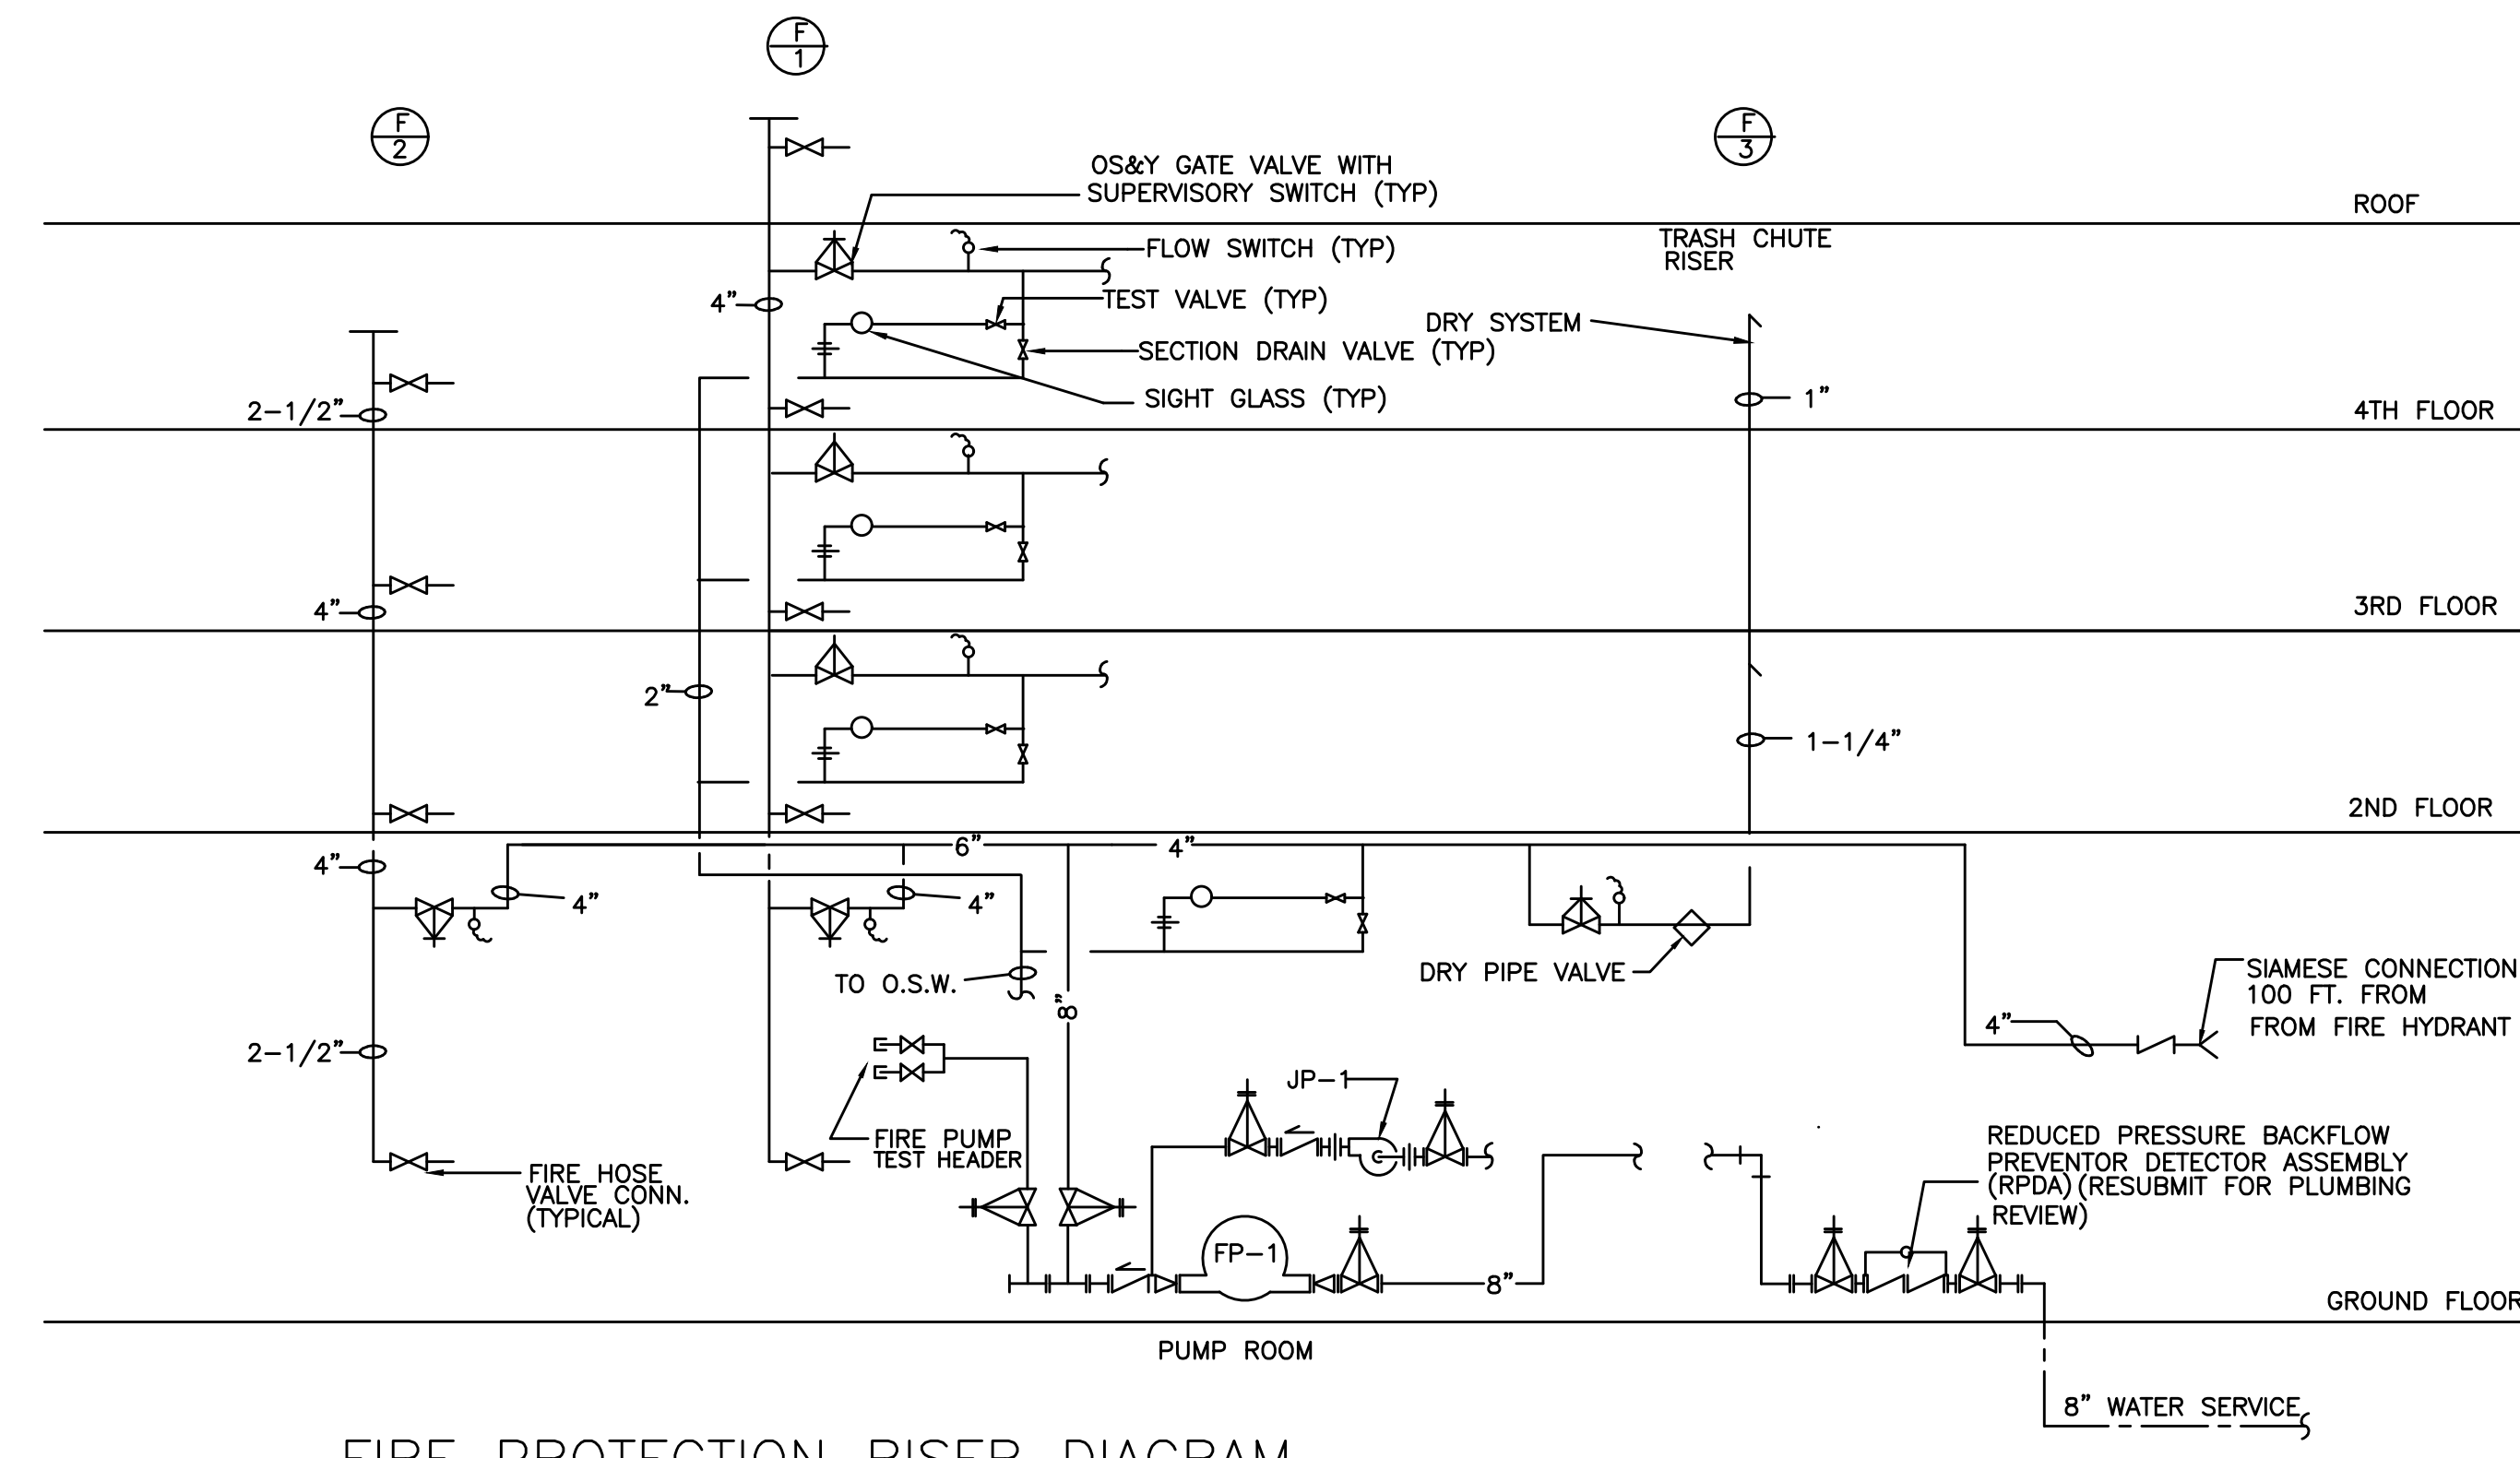 F
1
F
2
F
3
OS&Y GATE VALVE WITH
SUPERVISORY SWITCH (TYP)
ROOF
FLOW SWITCH (TYP)
TRASH CHUTE
RISER
4"
TEST VALVE (TYP)
DRY SYSTEM
SECTION DRAIN VALVE (TYP)
SIGHT GLASS (TYP)
2-1/2"
1"
4TH FLOOR
4"
3RD FLOOR
2"
1-1/4"
2ND FLOOR
6"
4"
4"
4"
4"
TO O.S.W.
DRY PIPE VALVE
SIAMESE CONNECTION
100 FT. FROM
FROM FIRE HYDRANT
8"
4"
2-1/2"
JP-1
FIRE PUMP
TEST HEADER
FIRE HOSE
VALVE CONN.
(TYPICAL)
REDUCED PRESSURE BACKFLOW
PREVENTOR DETECTOR ASSEMBLY
(RPDA)(RESUBMIT FOR PLUMBING
REVIEW)
FP-1
8"
GROUND FLOOR
PUMP ROOM
8" WATER SERVICE
FIRE PROTECTION RISER DIAGRAM